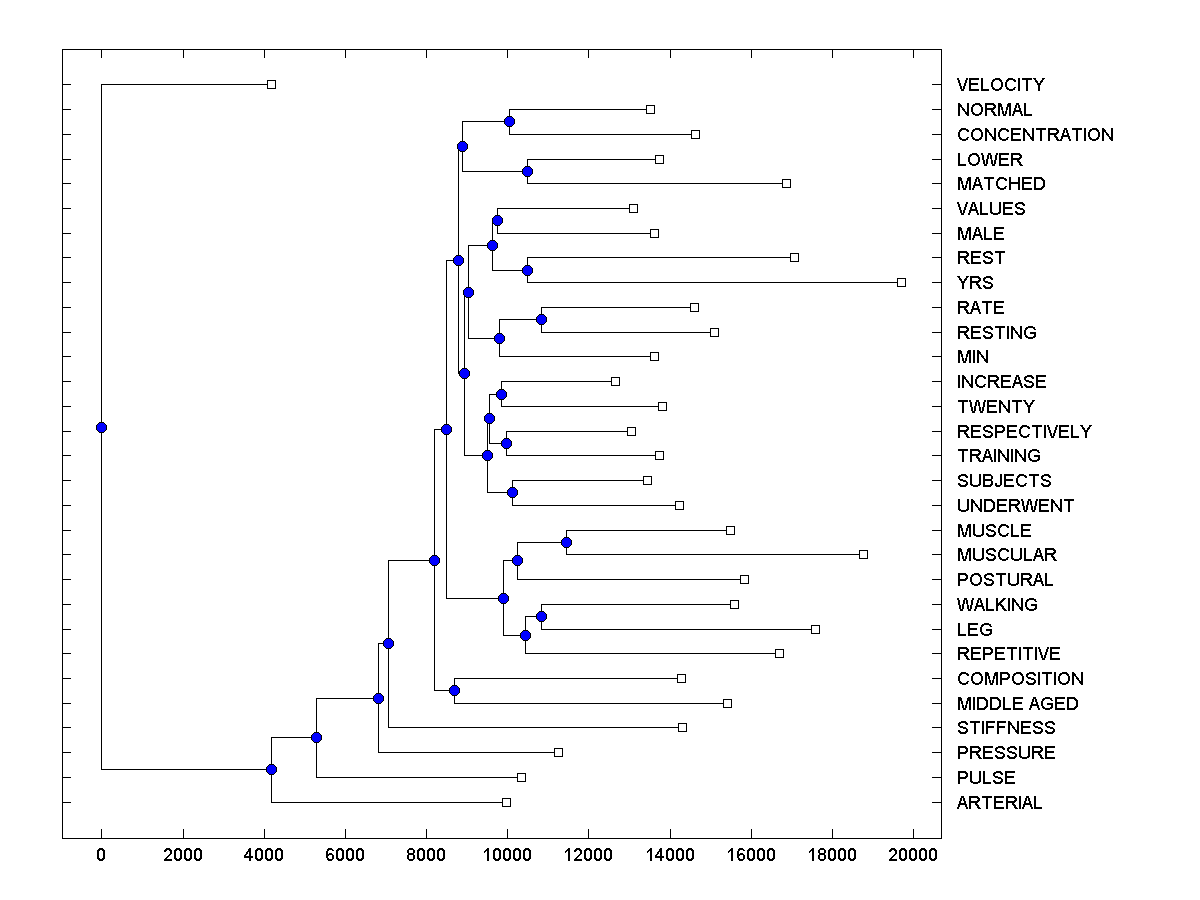 VELOCITY
NORMAL
CONCENTRATION
LOWER
MATCHED
VALUES
MALE
REST
YRS
RATE
RESTING
MIN
INCREASE
TWENTY
RESPECTIVELY
TRAINING
SUBJECTS
UNDERWENT
MUSCLE
MUSCULAR
POSTURAL
WALKING
LEG
REPETITIVE
COMPOSITION
MIDDLE AGED
STIFFNESS
PRESSURE
PULSE
ARTERIAL
0 2000 4000 6000 8000 10000 12000 14000 16000 18000 20000